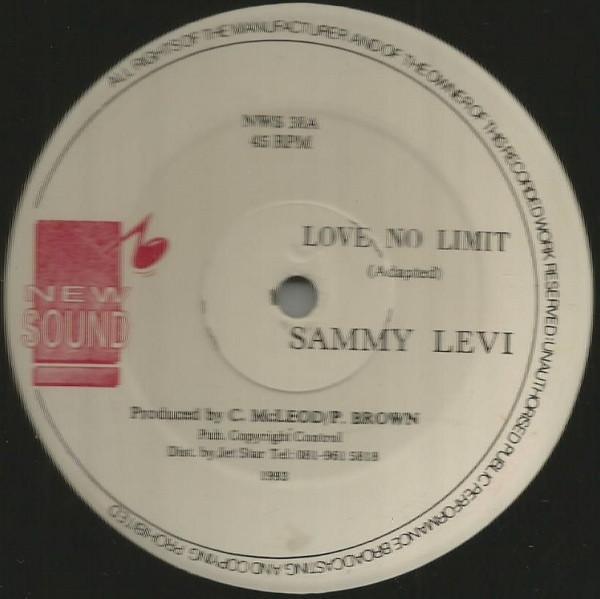 ALL RIGHTS OF THE MANUFACTURER AND OF THE OWNER OF THIS RECORDED WORK RESERVED! UNAUTHORISED PUBLIC PERFORMANCE BROADCASTING AND COPYING PROHIBITED
NWS 38A
45 RPM
LOVE NO LIMIT
(Adapted)
NEW
SOUND
SAMMY LEVI
Produced by C. McLEOD/P. BROWN
Pub. Copyright Control
Dist. by Jet Star Tel: 081-961 5818
1993